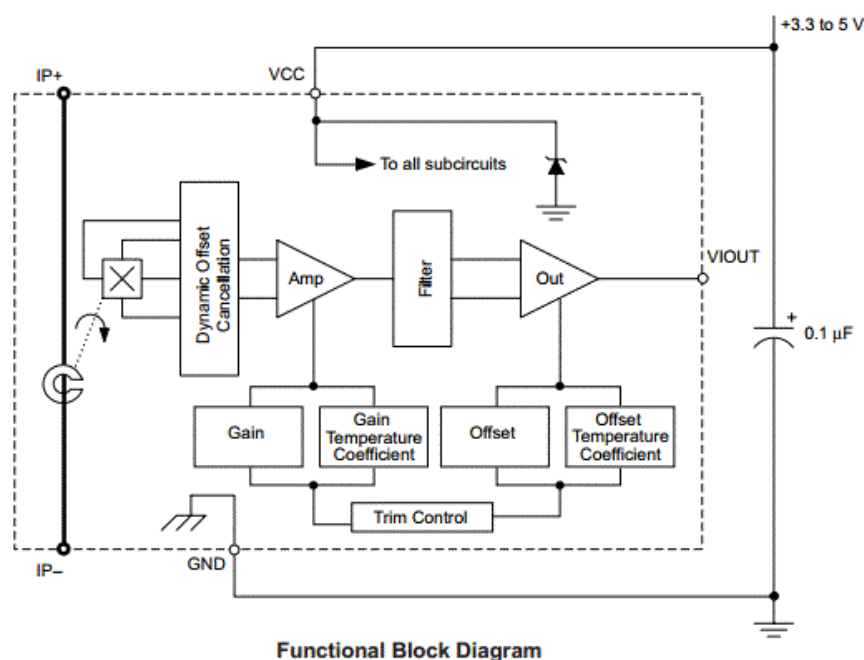 +3.3 to 5 V
IP+
VCC
To all subcircuits
Dynamic Offset
Cancellation
Amp
Filter
Out
VIOUT
+
0.1 µF
Gain
Gain
Temperature
Coefficient
Offset
Offset
Temperature
Coefficient
Trim Control
GND
IP–
Functional Block Diagram